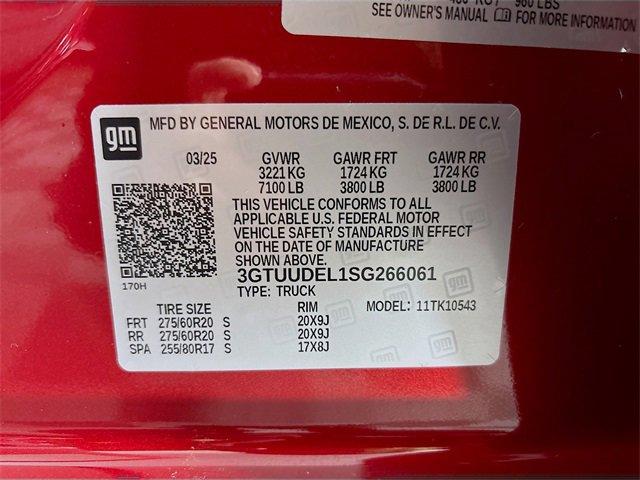 960 LBS
SEE OWNER'S MANUAL FOR MORE INFORMATION
gm MFD BY GENERAL MOTORS DE MEXICO, S. DE R.L. DE C.V.
03/25 GVWR GAWR FRT GAWR RR
3221 KG 1724 KG 1724 KG
7100 LB 3800 LB 3800 LB
THIS VEHICLE CONFORMS TO ALL
APPLICABLE U.S. FEDERAL MOTOR
VEHICLE SAFETY STANDARDS IN EFFECT
ON THE DATE OF MANUFACTURE
SHOWN ABOVE.
3GTUUDEL1SG266061
170H
TYPE: TRUCK
TIRE SIZE RIM MODEL: 11TK10543
FRT 275/60R20 S 20X9J
RR 275/60R20 S 20X9J
SPA 255/80R17 S 17X8J